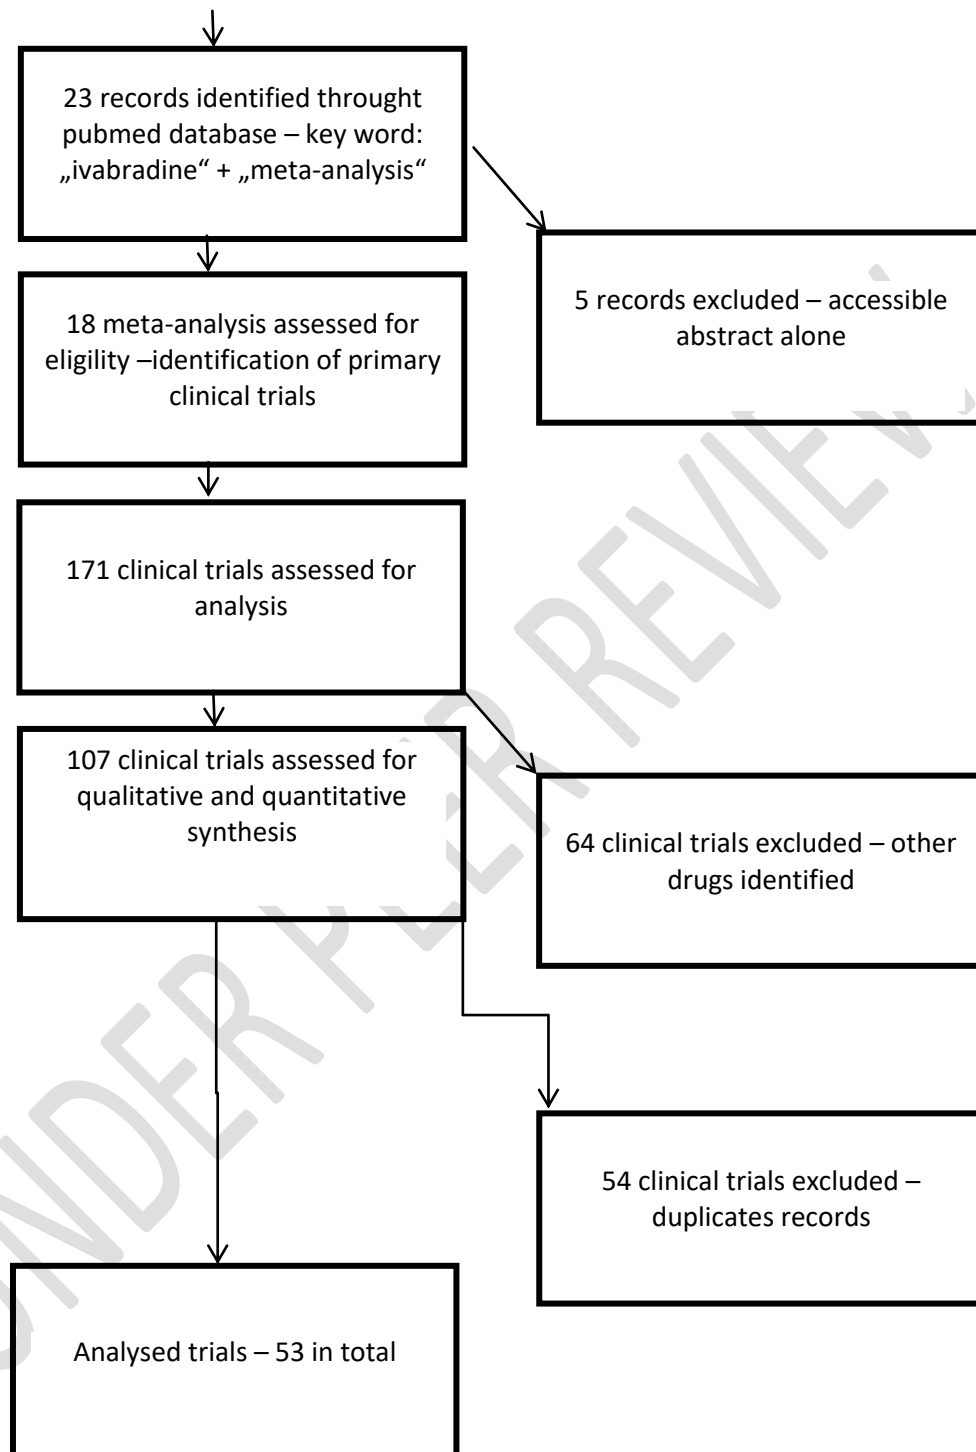 23 records identified throught
pubmed database – key word:
„ivabradine“ + „meta-analysis“
5 records excluded – accessible
abstract alone
18 meta-analysis assessed for
eligility –identification of primary
clinical trials
171 clinical trials assessed for
analysis
107 clinical trials assessed for
qualitative and quantitative
synthesis
64 clinical trials excluded – other
drugs identified
54 clinical trials excluded –
duplicates records
Analysed trials – 53 in total
UNDER PEER REVIEW